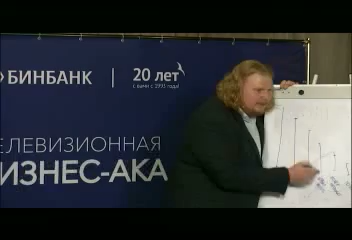 БИНБАНК
20 лет
с вами с 1993 года!
ЕЛЕВИЗИОННАЯ
ИЗНЕС-АКА